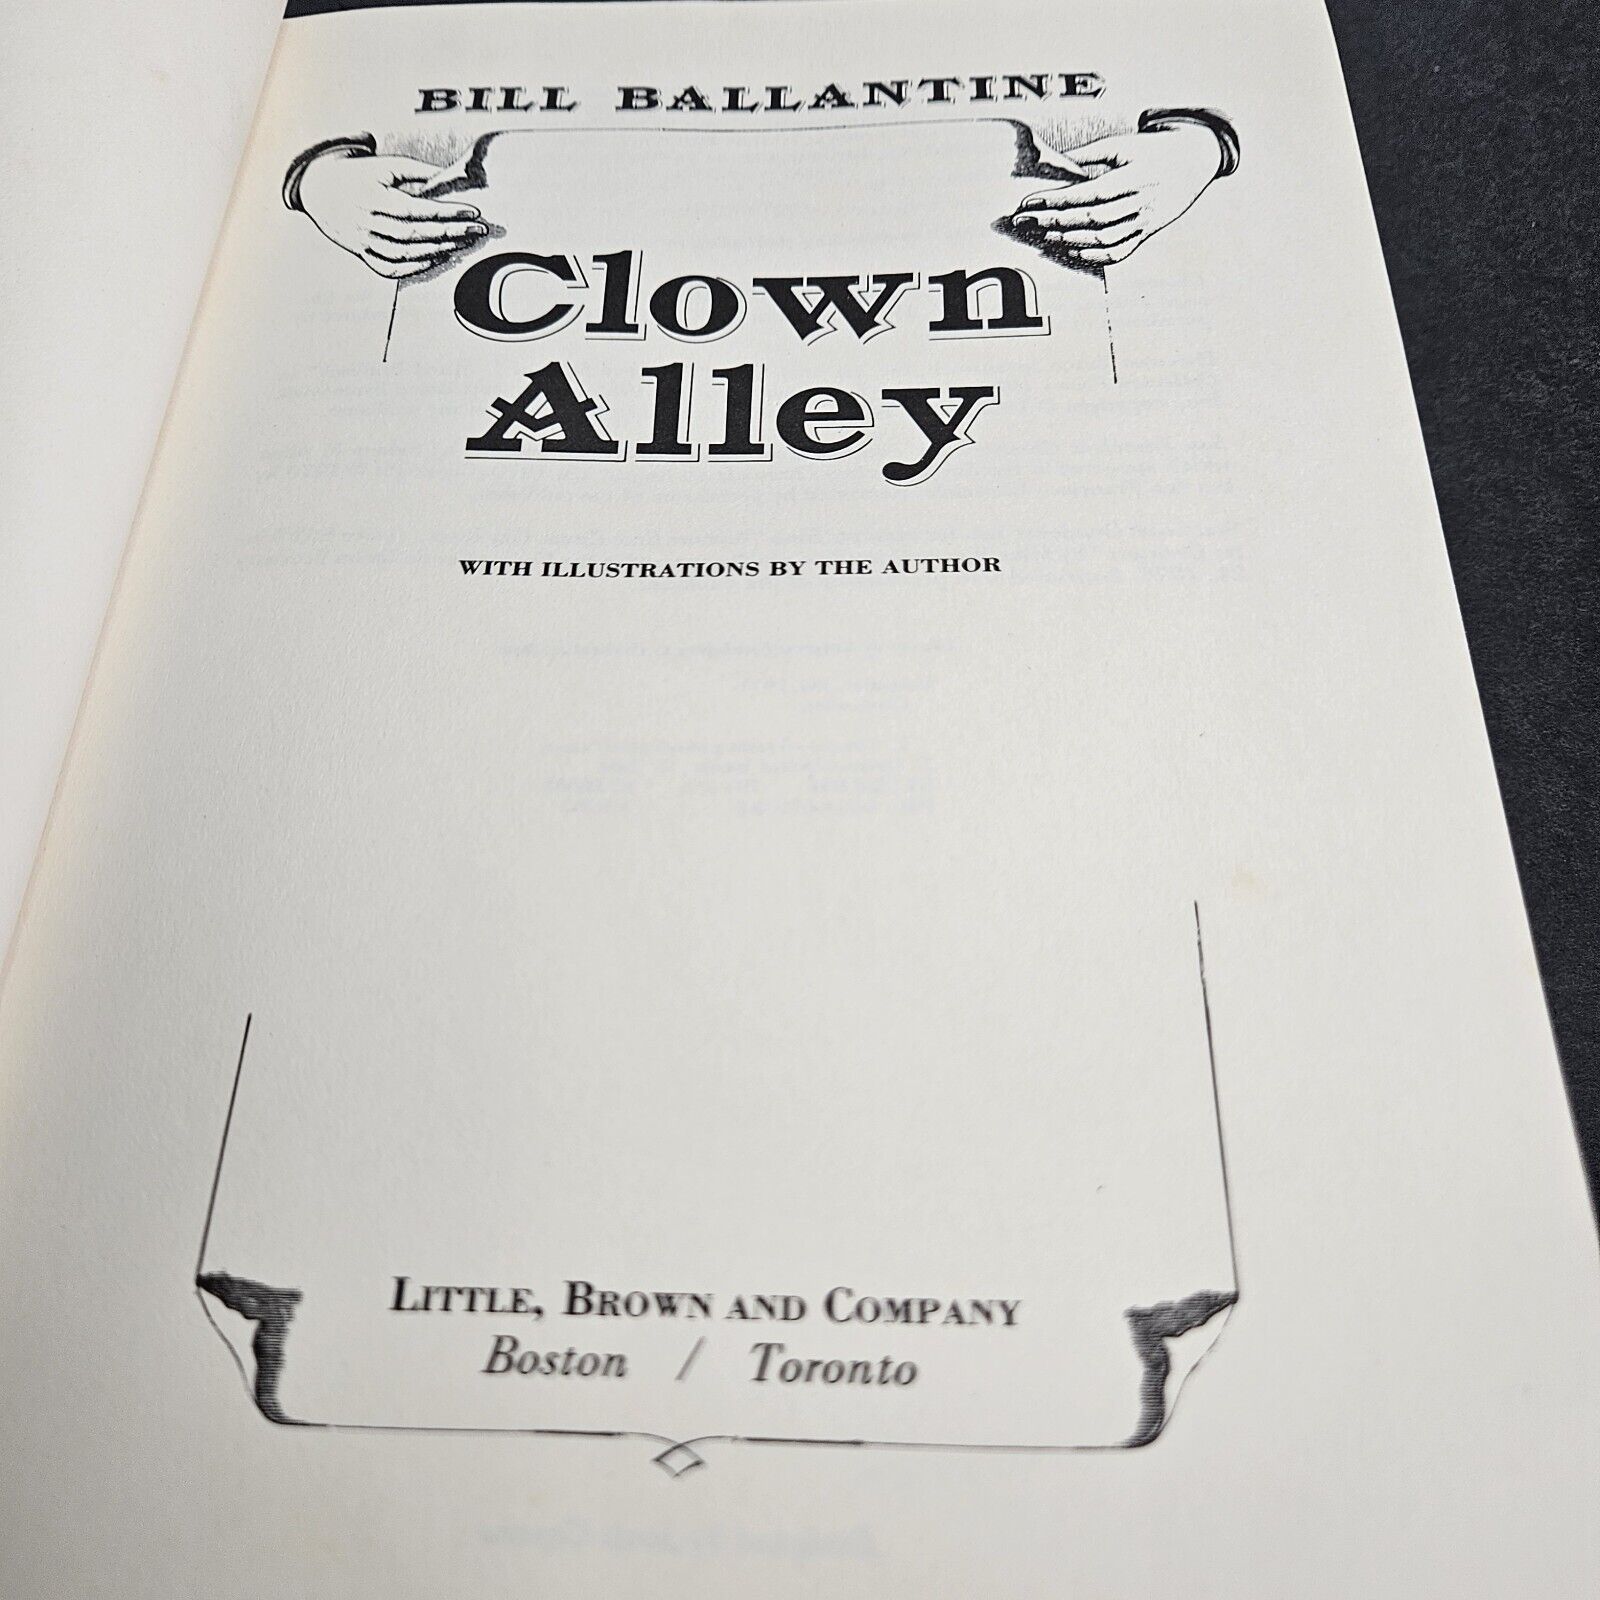 BILL BALLANTINE
Clown
Alley
WITH ILLUSTRATIONS BY THE AUTHOR
LITTLE, BROWN AND COMPANY
Boston / Toronto